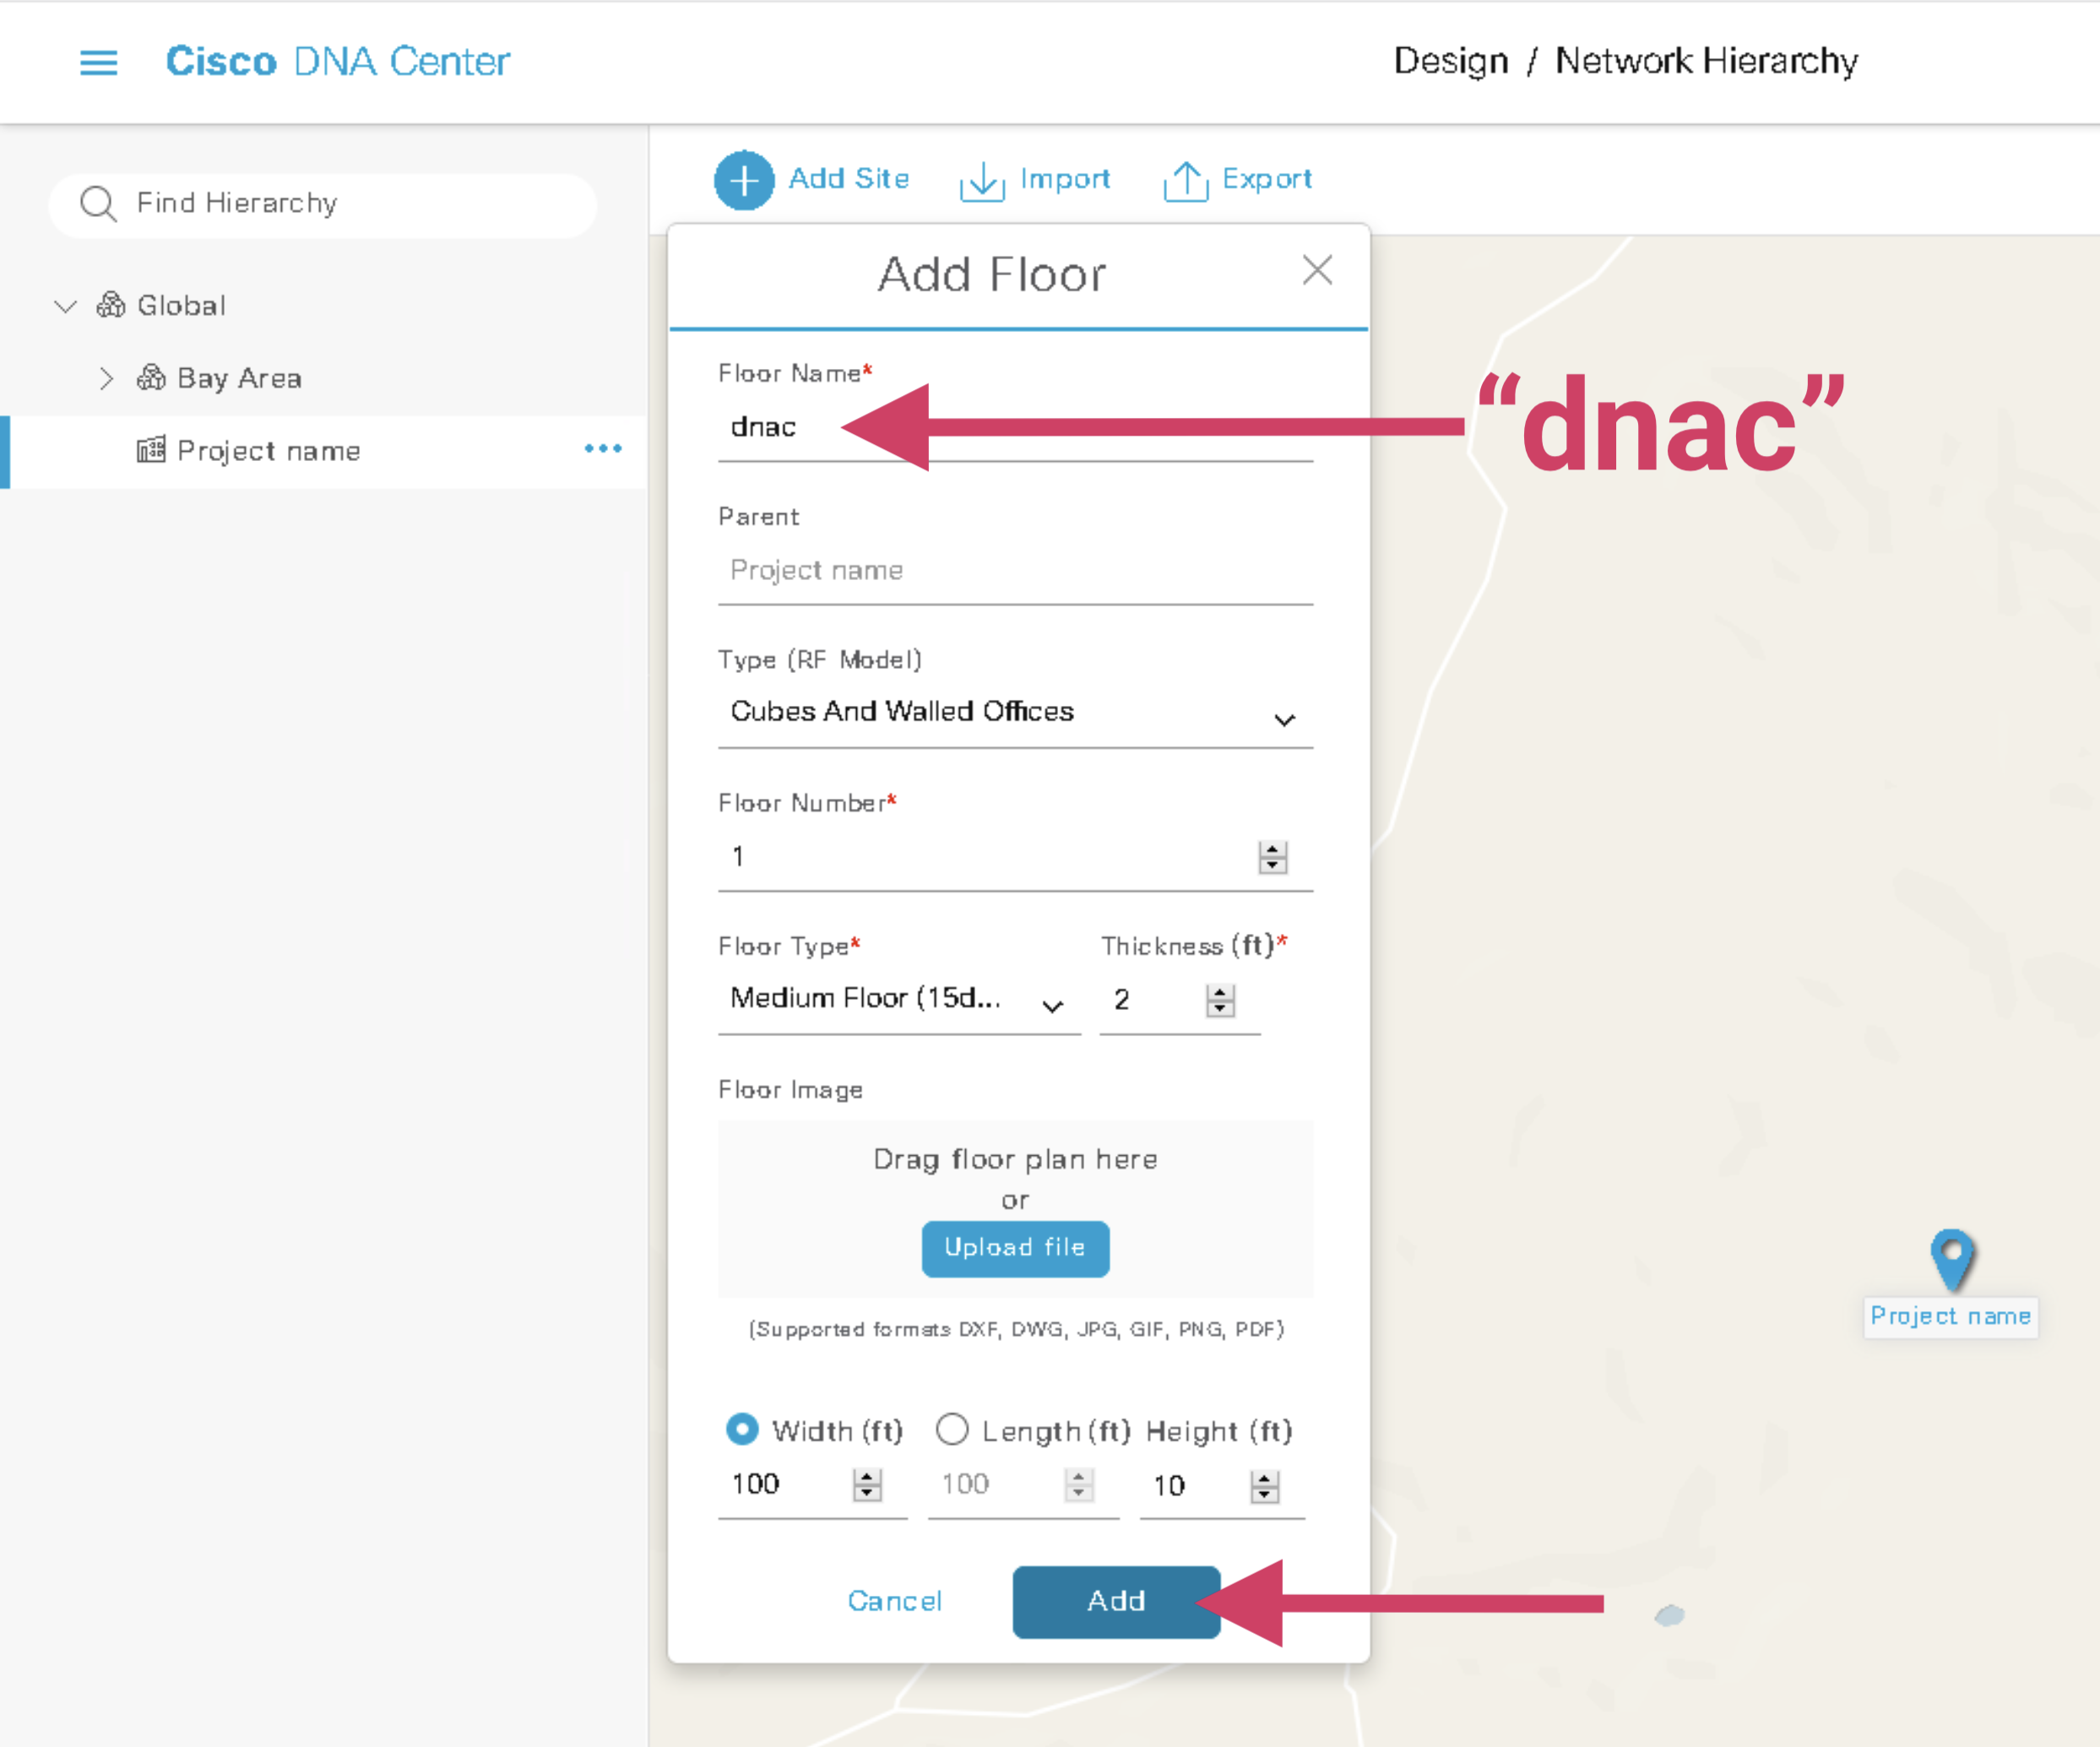 Cisco DNA Center
Design / Network Hierarchy
Find Hierarchy
Global
Bay Area
Project name
Add Site
Import
Export
Add Floor
Floor Name*
dnac
“dnac”
Parent
Project name
Type (RF Model)
Cubes And Walled Offices
Floor Number*
1
Floor Type*
Thickness (ft)*
Medium Floor (15d...
2
Floor Image
Drag floor plan here
or
Upload file
(Supported formats DXF, DWG, JPG, GIF, PNG, PDF)
Width (ft)
Length (ft)
Height (ft)
100
100
10
Cancel
Add
Project name